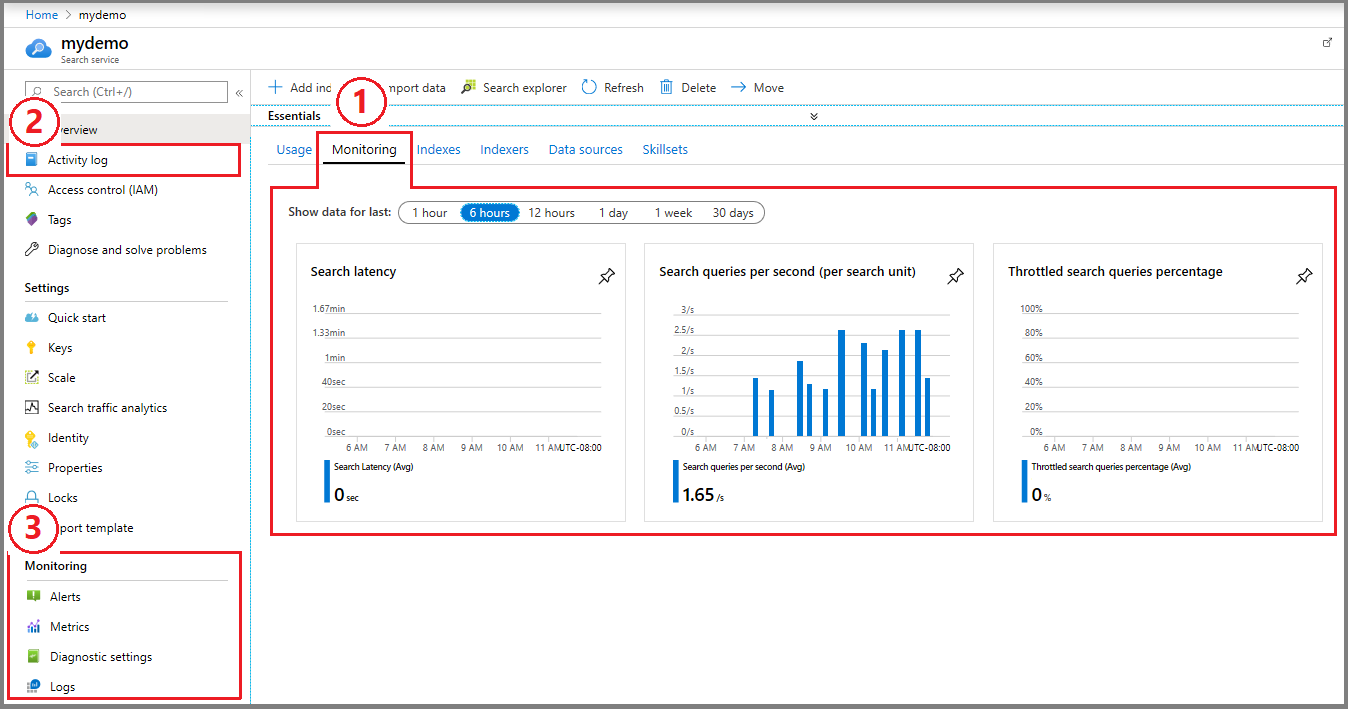 Home > mydemo
mydemo
Search service
Search (Ctrl+/)
«
2
verview
Activity log
Access control (IAM)
Tags
Diagnose and solve problems
Settings
Quick start
Keys
Scale
Search traffic analytics
Identity
Properties
Locks
3
port template
Monitoring
Alerts
Metrics
Diagnostic settings
Logs
Add ind
1
mport data
Search explorer
Refresh
Delete
Move
Essentials
Usage Monitoring Indexes Indexers Data sources Skillsets
Show data for last: 1 hour 6 hours 12 hours 1 day 1 week 30 days
Search latency
1.67min
1.33min
1min
40sec
20sec
0sec
6 AM 7 AM 8 AM 9 AM 10 AM 11 AM UTC-08:00
Search Latency (Avg)
0 sec
Search queries per second (per search unit)
3/s
2.5/s
2/s
1.5/s
1/s
0.5/s
0/s
6 AM 7 AM 8 AM 9 AM 10 AM 11 AM UTC-08:00
Search queries per second (Avg)
1.65 /s
Throttled search queries percentage
100%
80%
60%
40%
20%
0%
6 AM 7 AM 8 AM 9 AM 10 AM 11 AM UTC-08:00
Throttled search queries percentage (Avg)
0 %